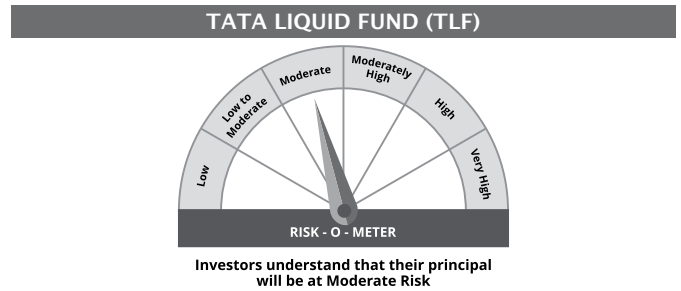 TATA LIQUID FUND (TLF)
Low
Low to
Moderate
Moderate
Moderately
High
High
Very High
RISK - O - METER
Investors understand that their principal
will be at Moderate Risk